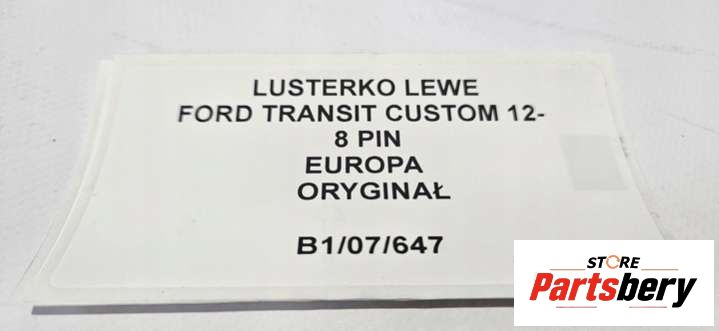 LUSTERKO LEWE
FORD TRANSIT CUSTOM 12-
8 PIN
EUROPA
ORYGINAŁ
B1/07/647
STORE
Partsbery